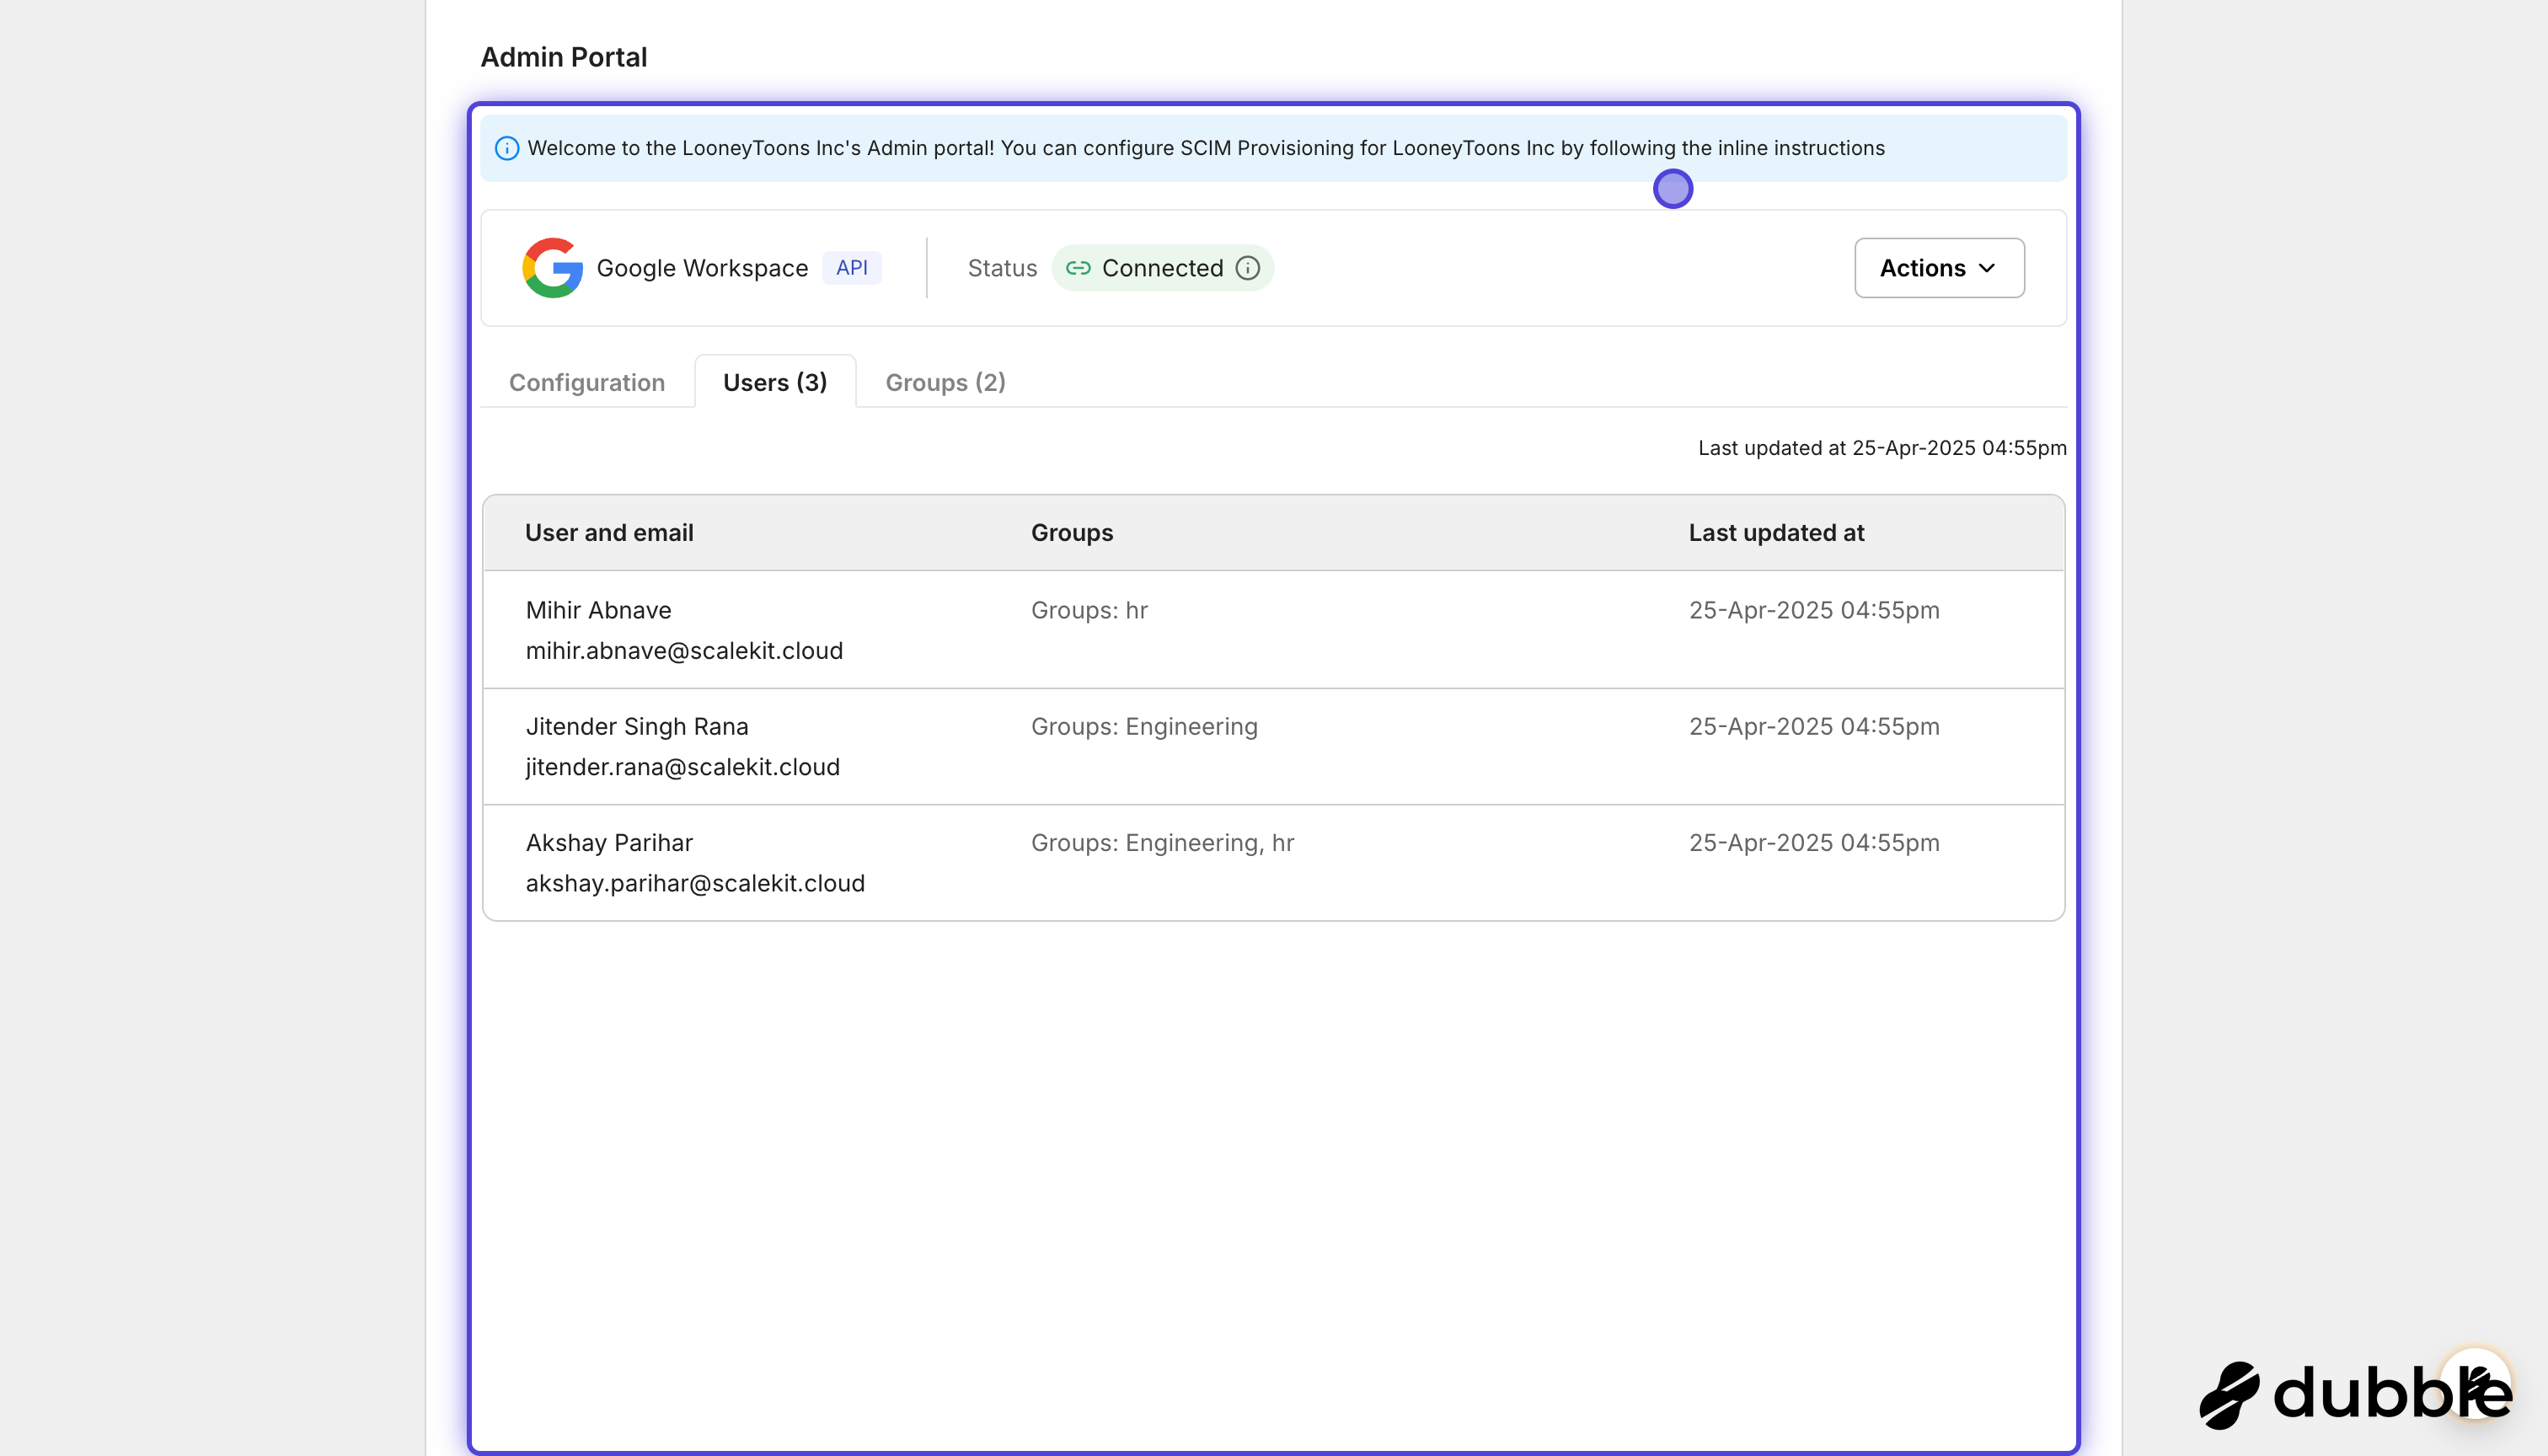 Admin Portal
Welcome to the LooneyToons Inc's Admin portal! You can configure SCIM Provisioning for LooneyToons Inc by following the inline instructions
Google Workspace API Status Connected Actions
Configuration Users (3) Groups (2)
Last updated at 25-Apr-2025 04:55pm
User and email Groups Last updated at
Mihir Abnave Groups: hr 25-Apr-2025 04:55pm
mihir.abnave@scalekit.cloud
Jitender Singh Rana Groups: Engineering 25-Apr-2025 04:55pm
jitender.rana@scalekit.cloud
Akshay Parihar Groups: Engineering, hr 25-Apr-2025 04:55pm
akshay.parihar@scalekit.cloud
dubble